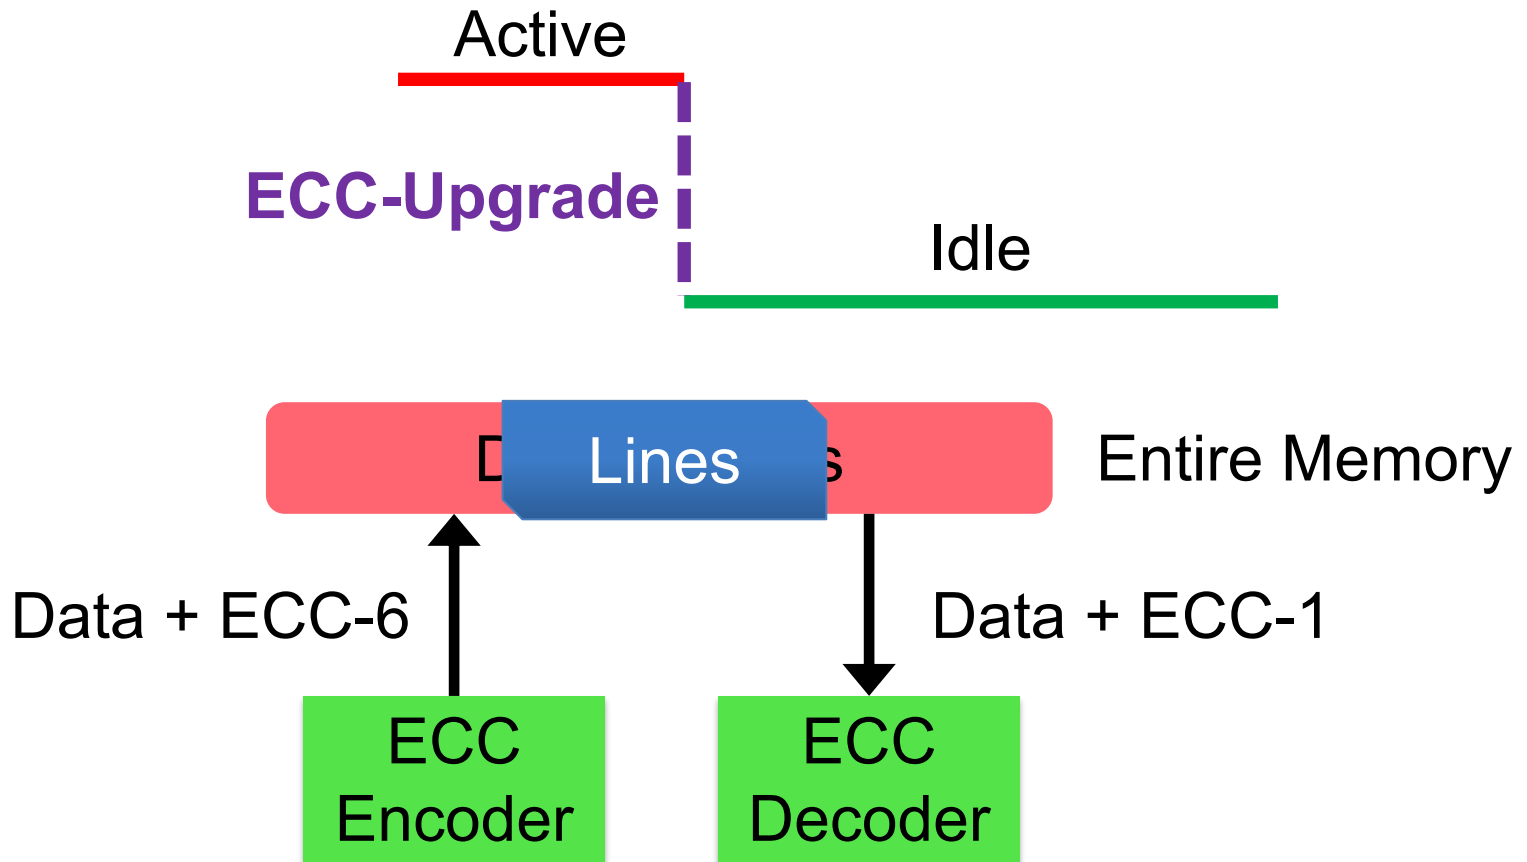 Active
ECC-Upgrade
Idle
Lines
Entire Memory
Data + ECC-6
Data + ECC-1
ECC
Encoder
ECC
Decoder